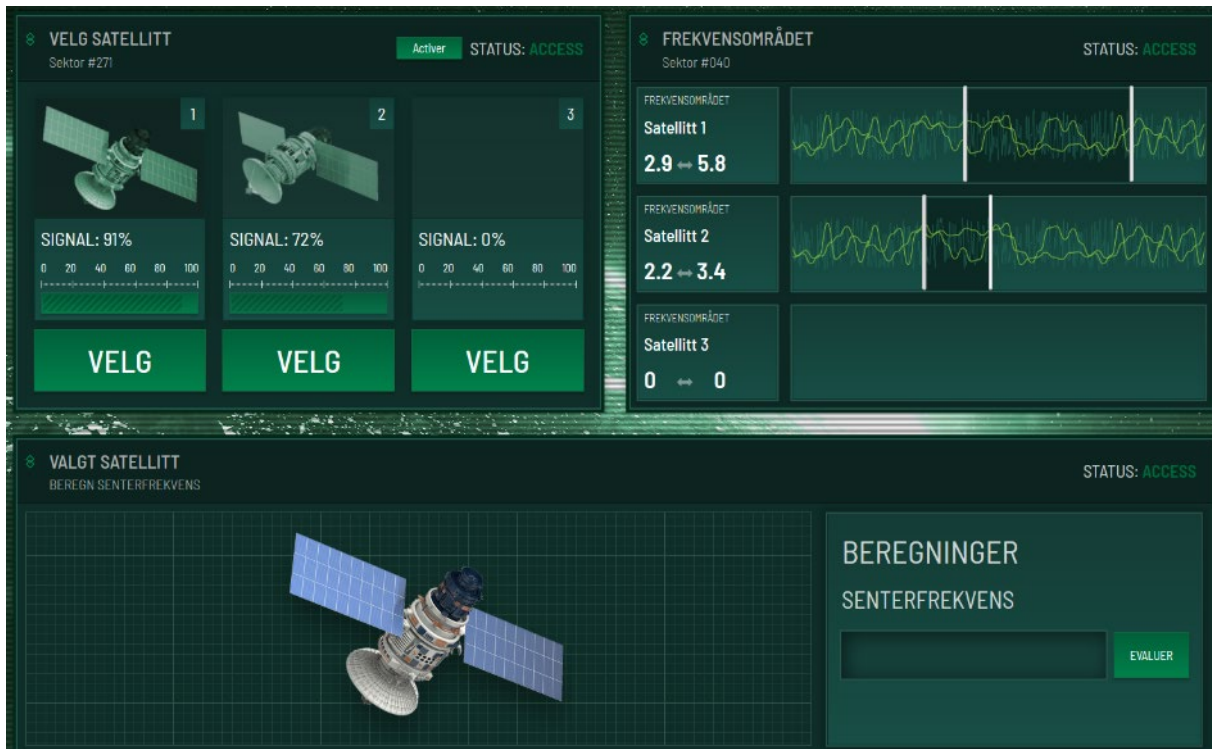 VELG SATELLITT
Sektor #271
Activer
STATUS: ACCESS
1
2
3
SIGNAL: 91%
SIGNAL: 72%
SIGNAL: 0%
0 20 40 60 80 100
0 20 40 60 80 100
0 20 40 60 80 100
VELG
VELG
VELG
FREKVENSOMRÅDET
Sektor #040
STATUS: ACCESS
FREKVENSOMRÅDET
Satellitt 1
2.9 ↔ 5.8
FREKVENSOMRÅDET
Satellitt 2
2.2 ↔ 3.4
FREKVENSOMRÅDET
Satellitt 3
0 ↔ 0
VALGT SATELLITT
BEREGN SENTERFREKVENS
STATUS: ACCESS
BEREGNINGER
SENTERFREKVENS
EVALUER